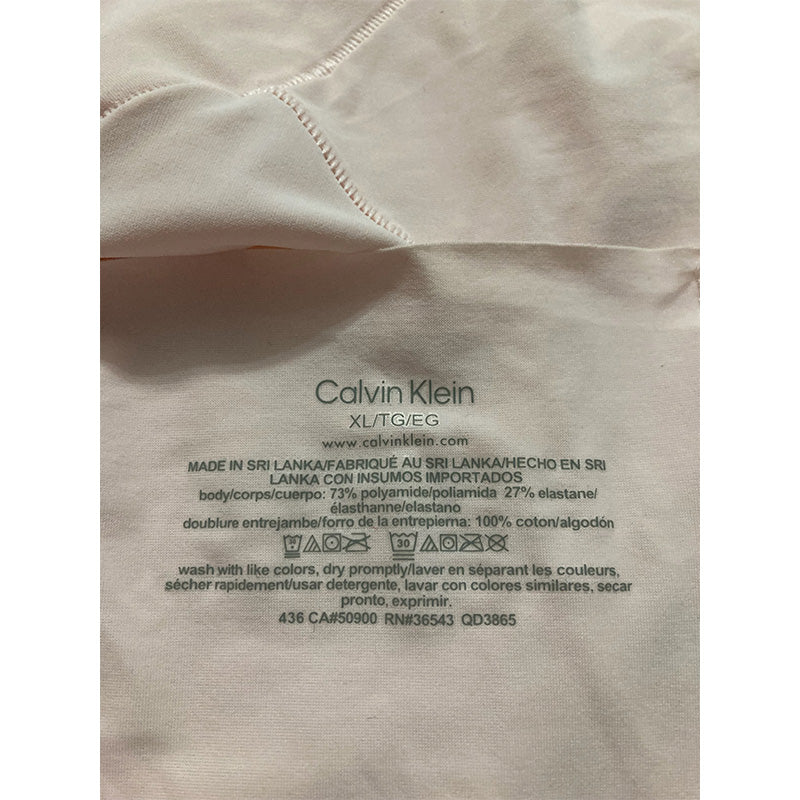 Calvin Klein
XL/TG/EG
www.calvinklein.com
MADE IN SRI LANKA/FABRIQUÉ AU SRI LANKA/HECHO EN SRI
LANKA CON INSUMOS IMPORTADOS
body/corps/cuerpo: 73% polyamide/poliamida 27% elastane/
élasthanne/elastano
doublure entrejambe/forro de la entrepierna: 100% coton/algodón
30
wash with like colors, dry promptly/laver en séparant les couleurs,
sécher rapidement/usar detergente, lavar con colores similares, secar
pronto, exprimir.
436 CA#50900 RN#36543 QD3865